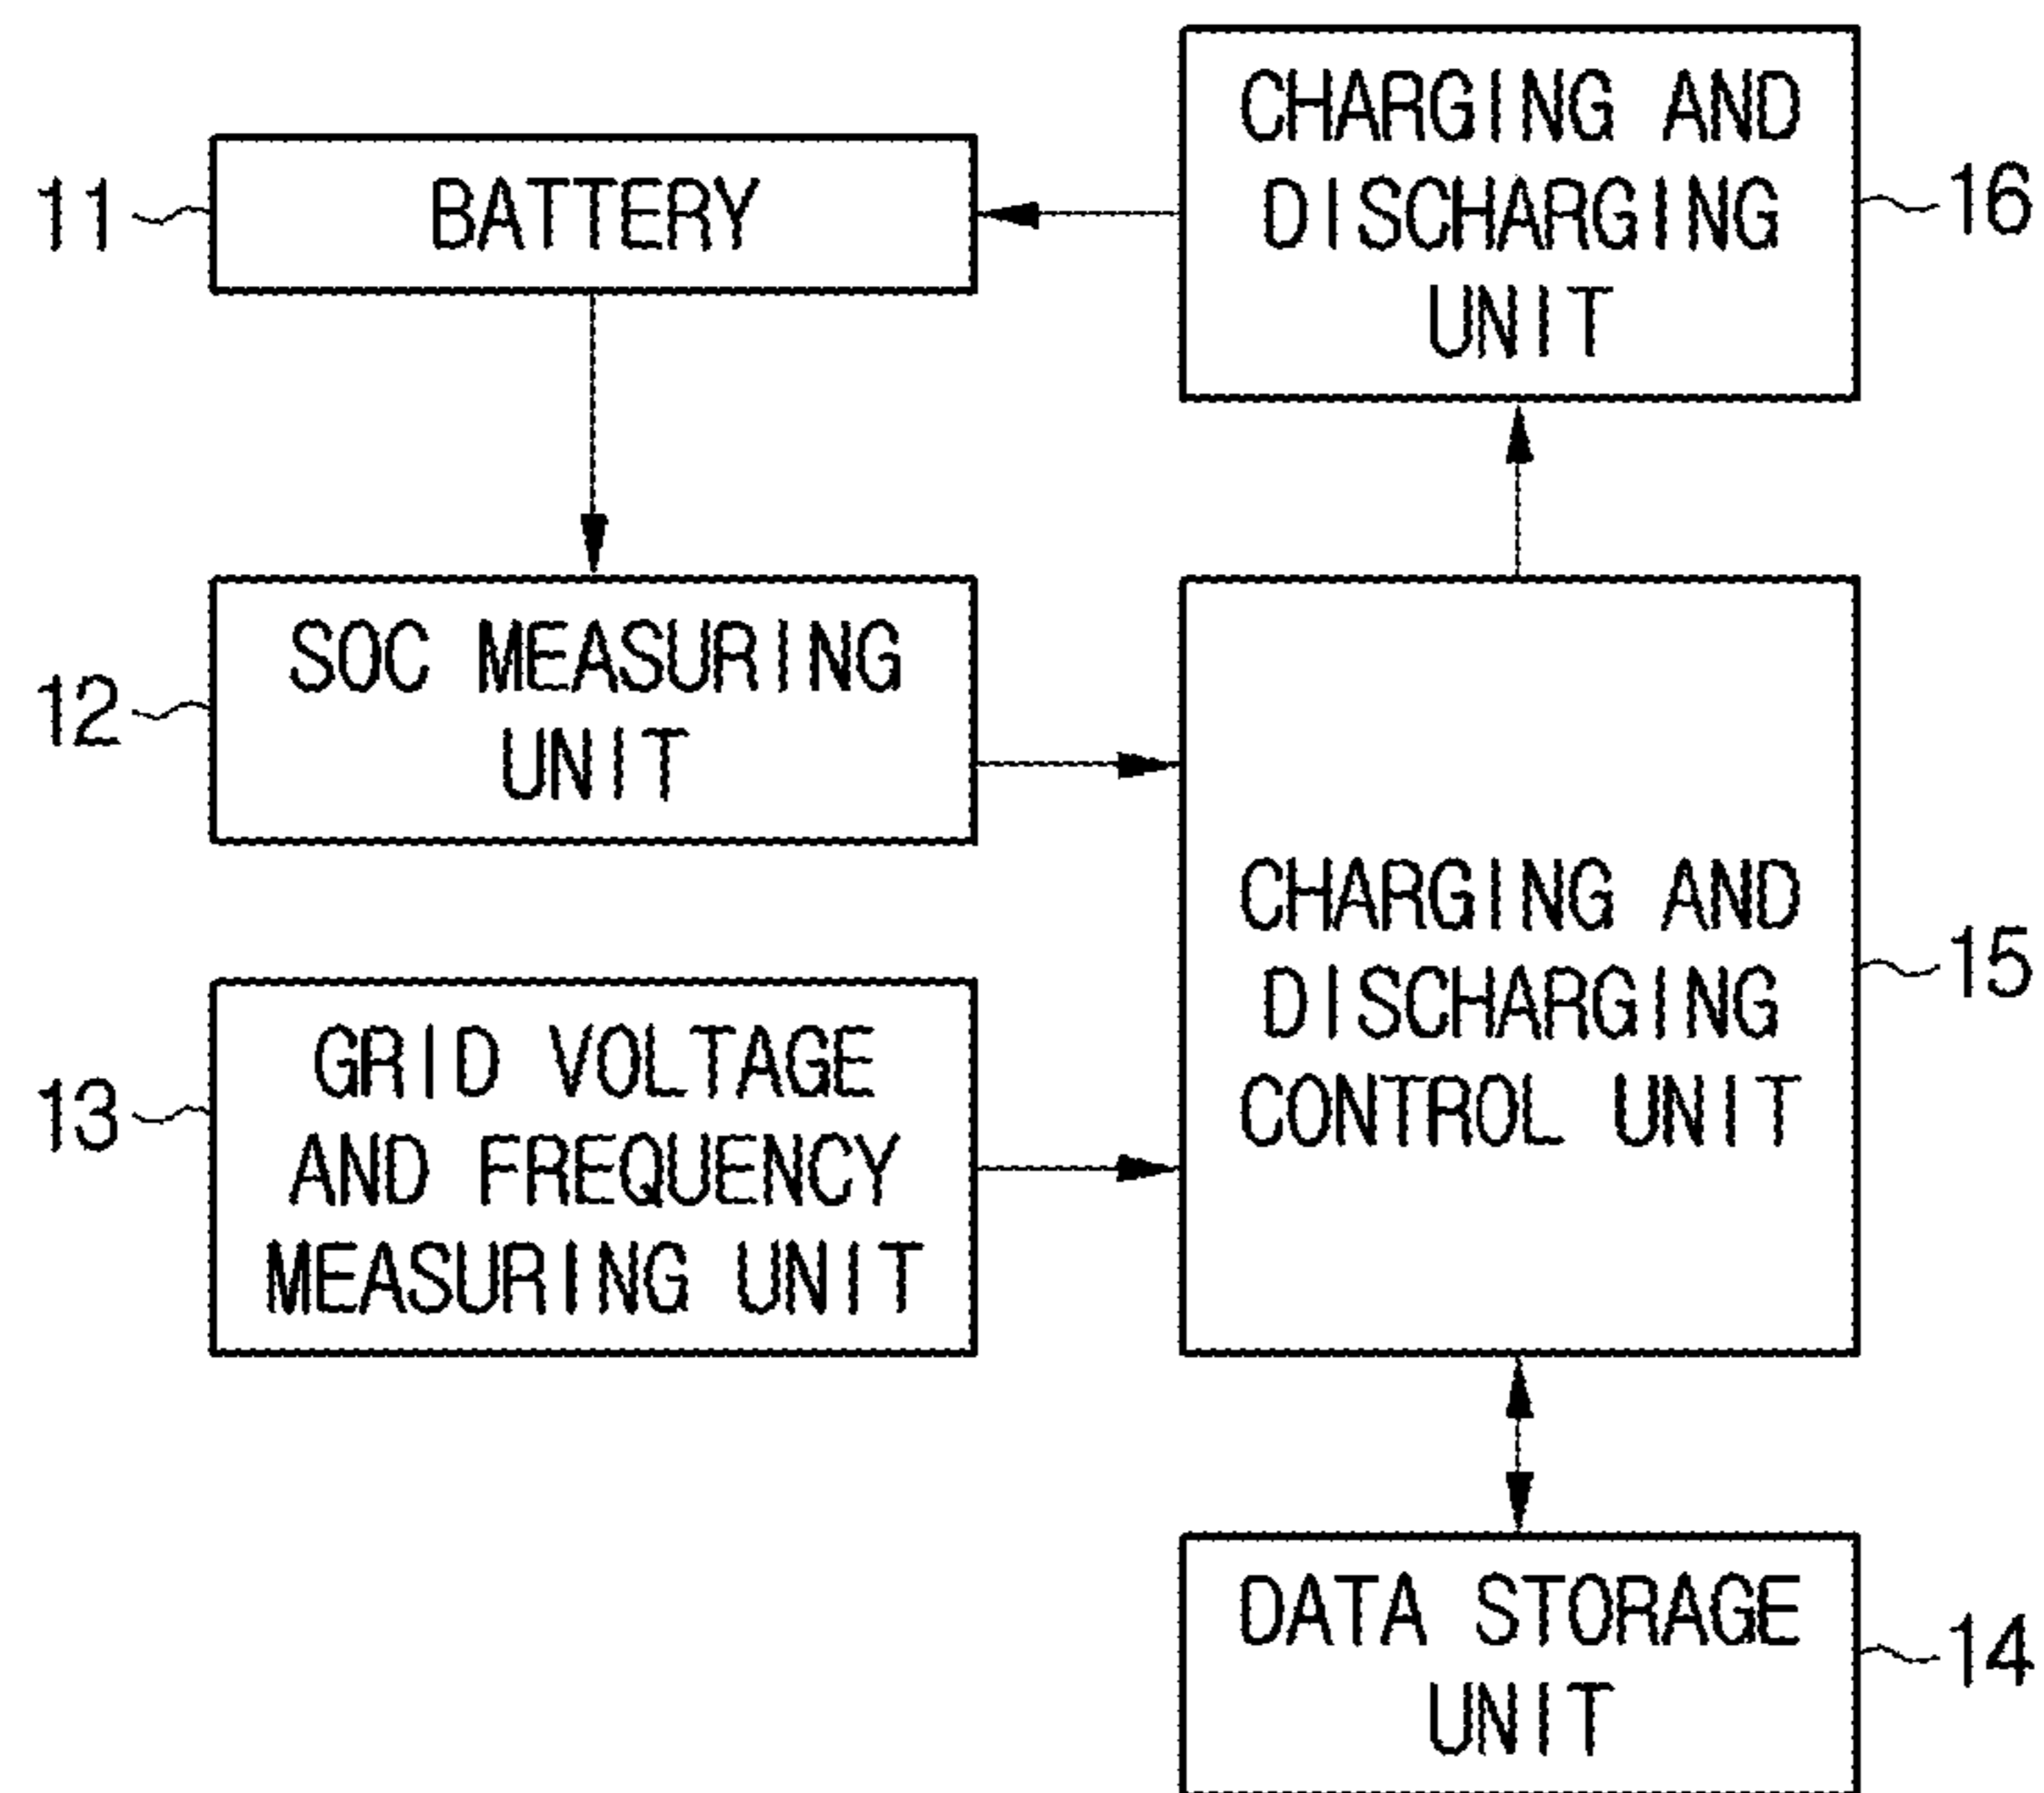 CHARGING AND
DISCHARGING
UNIT
16
11
BATTERY
12
SOC MEASURING
UNIT
CHARGING AND
DISCHARGING
CONTROL UNIT
15
13
GRID VOLTAGE
AND FREQUENCY
MEASURING UNIT
DATA STORAGE
UNIT
14